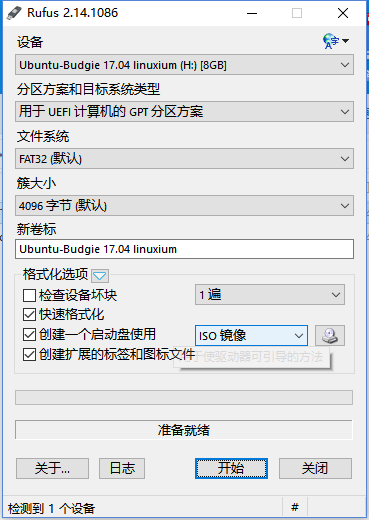 Rufus 2.14.1086
设备
Ubuntu-Budgie 17.04 linuxium (H:) [8GB]
分区方案和目标系统类型
用于 UEFI 计算机的 GPT 分区方案
文件系统
FAT32 (默认)
簇大小
4096 字节 (默认)
新卷标
Ubuntu-Budgie 17.04 linuxium
格式化选项
检查设备坏块 1 遍
快速格式化
创建一个启动盘使用 ISO 镜像
创建扩展的标签和图标文件
使驱动器可引导的方法
准备就绪
关于... 日志 开始 关闭
检测到 1 个设备 #